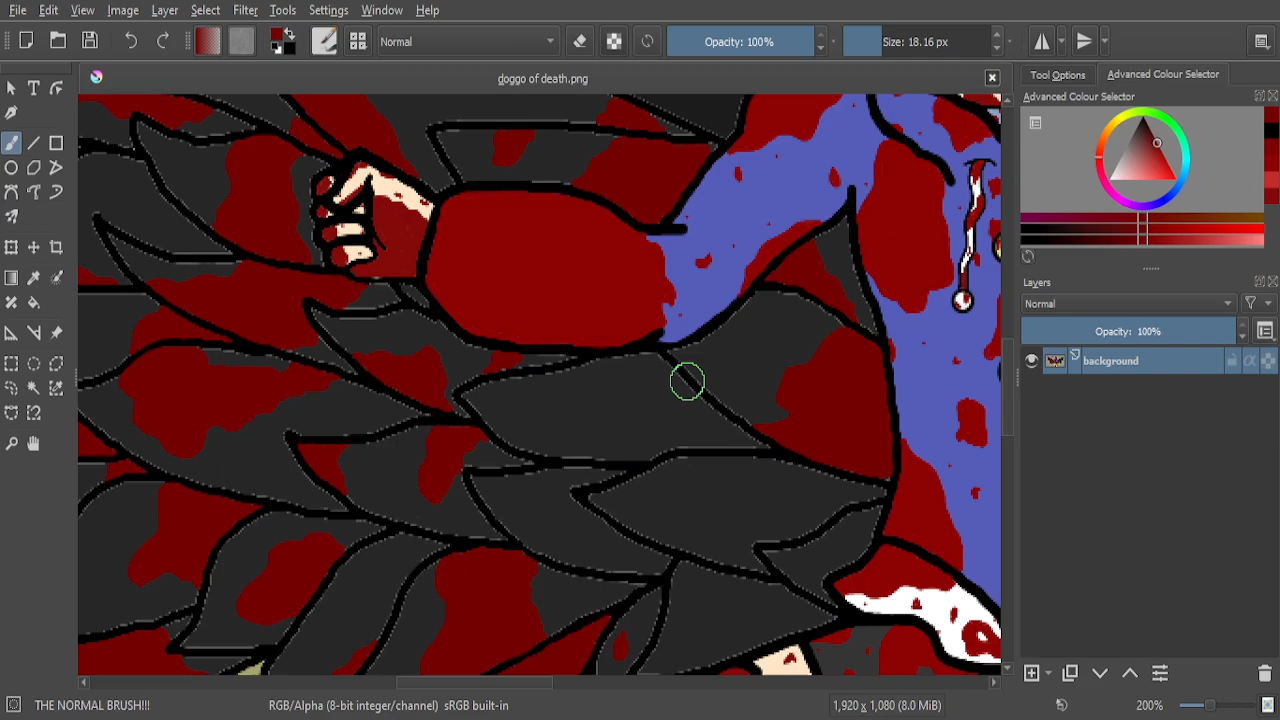 File Edit View Image Layer Select Filter Tools Settings Window Help
Normal Opacity: 100% Size: 18.16 px
doggo of death.png
Tool Options Advanced Colour Selector
Advanced Colour Selector
Layers
Normal
Opacity: 100%
background
THE NORMAL BRUSH!!! RGB/Alpha (8-bit integer/channel) sRGB built-in 1,920 x 1,080 (8.0 MiB) 200%